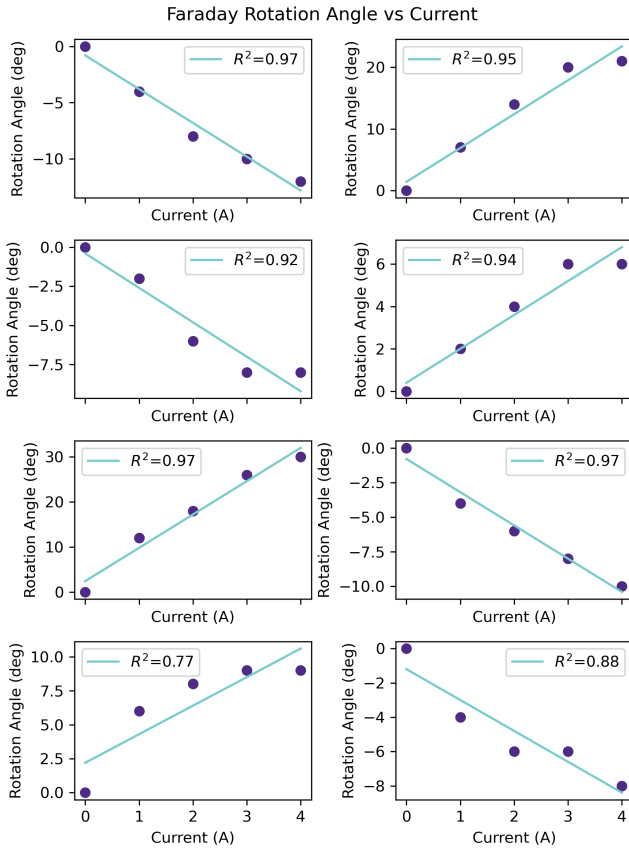 Faraday Rotation Angle vs Current
Rotation Angle (deg)
0
−5
−10
R²=0.97
Current (A)
Rotation Angle (deg)
20
10
0
R²=0.95
Current (A)
Rotation Angle (deg)
0.0
−2.5
−5.0
−7.5
R²=0.92
Current (A)
Rotation Angle (deg)
6
4
2
0
R²=0.94
Current (A)
Rotation Angle (deg)
30
20
10
0
R²=0.97
Current (A)
Rotation Angle (deg)
0.0
−2.5
−5.0
−7.5
−10.0
R²=0.97
Current (A)
Rotation Angle (deg)
10.0
7.5
5.0
2.5
0.0
R²=0.77
0 1 2 3 4
Current (A)
Rotation Angle (deg)
0
−2
−4
−6
−8
R²=0.88
0 1 2 3 4
Current (A)